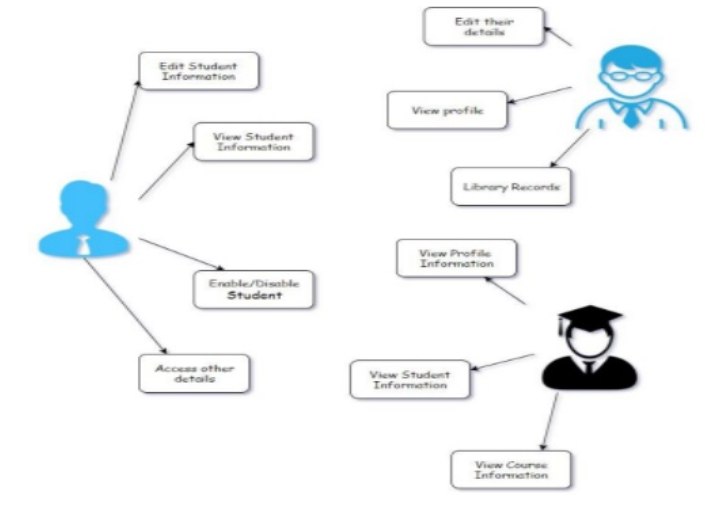 Edit Student
Information
View Student
Information
Enable/Disable
Student
Access other
details
Edit their
details
View profile
Library Records
View Profile
Information
View Student
Information
View Course
Information